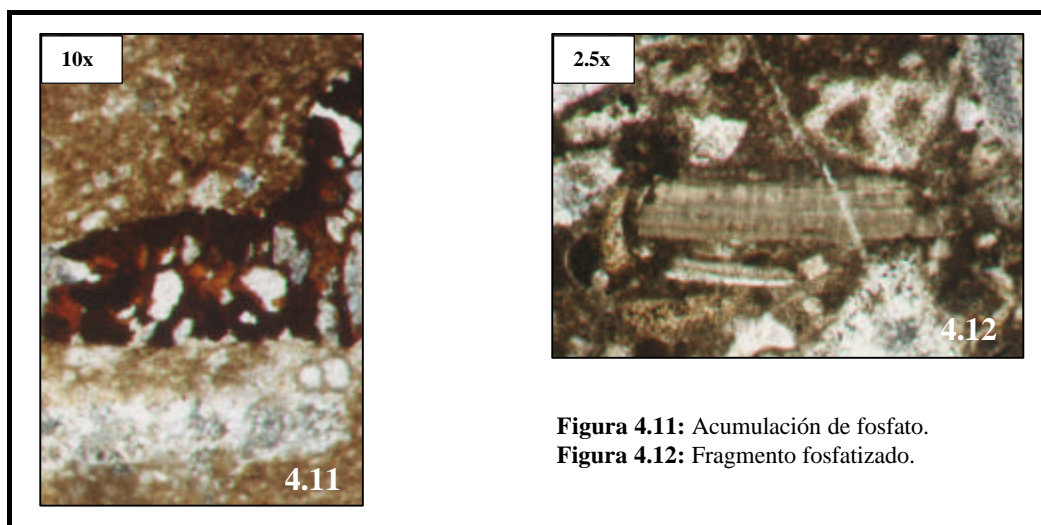 10x
4.11
2.5x
4.12
Figura 4.11: Acumulación de fosfato.
Figura 4.12: Fragmento fosfatizado.